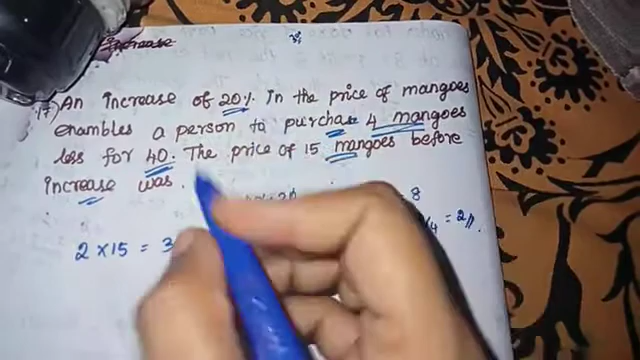 Increase
17) An increase of 20% In the price of mangoes
enambles a person to purchase 4 mangoes
less for 40. The price of 15 mangoes before
increase was.
8
/4 = 2//.
2 × 15 = 3